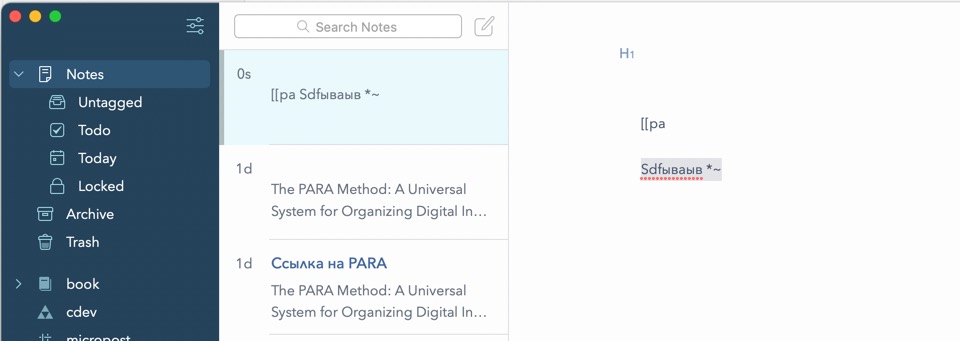 Search Notes
Notes
Untagged
Todo
Today
Locked
Archive
Trash
book
cdev
micropost
0s
[[pa Sdfываыв *~
1d
The PARA Method: A Universal
System for Organizing Digital In...
1d
Ссылка на PARA
The PARA Method: A Universal
System for Organizing Digital In...
H1
[[pa
Sdfываыв *~